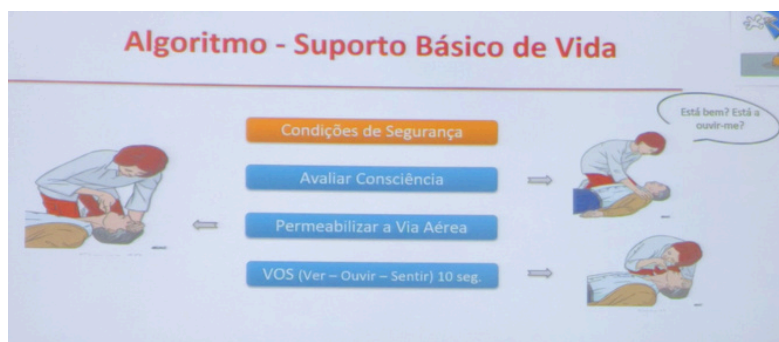 Algoritmo - Suporto Básico de Vida
Está bem? Está a
ouvir-me?
Condições de Segurança
Avaliar Consciência
Permeabilizar a Via Aérea
VOS (Ver – Ouvir – Sentir) 10 seg.